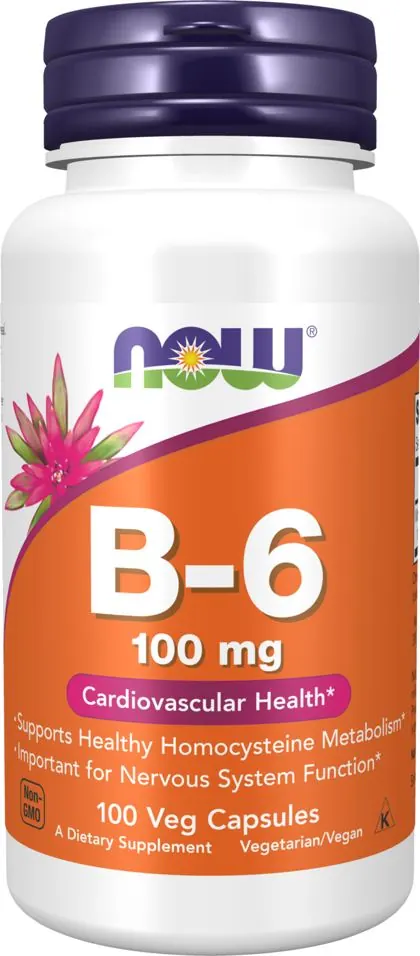 now®
B-6
100 mg
Cardiovascular Health*
•Supports Healthy Homocysteine Metabolism*
•Important for Nervous System Function*
Non-
GMO
100 Veg Capsules
A Dietary Supplement Vegetarian/Vegan
K